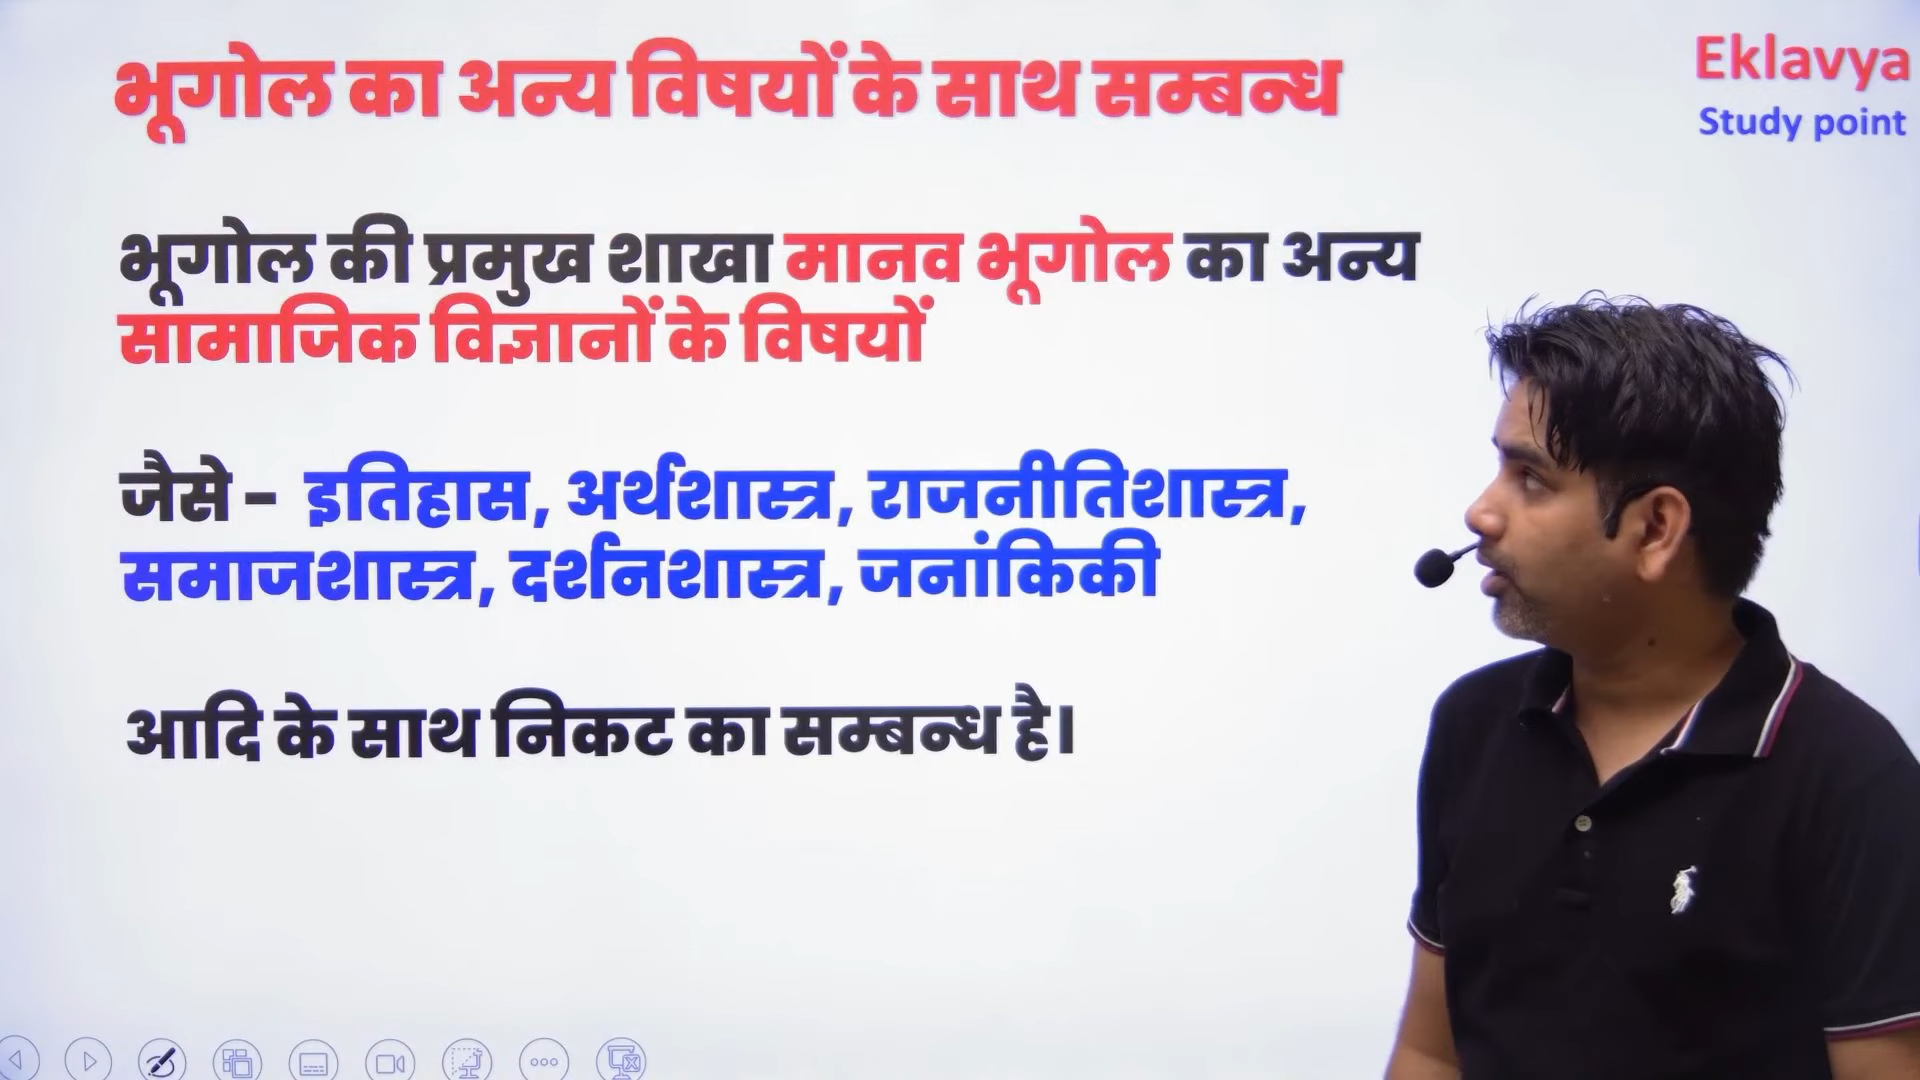 भूगोल का अन्य विषयों के साथ सम्बन्ध
Eklavya
Study point
भूगोल की प्रमुख शाखा मानव भूगोल का अन्य
सामाजिक विज्ञानों के विषयों
जैसे - इतिहास, अर्थशास्त्र, राजनीतिशास्त्र,
समाजशास्त्र, दर्शनशास्त्र, जनांकिकी
आदि के साथ निकट का सम्बन्ध है।